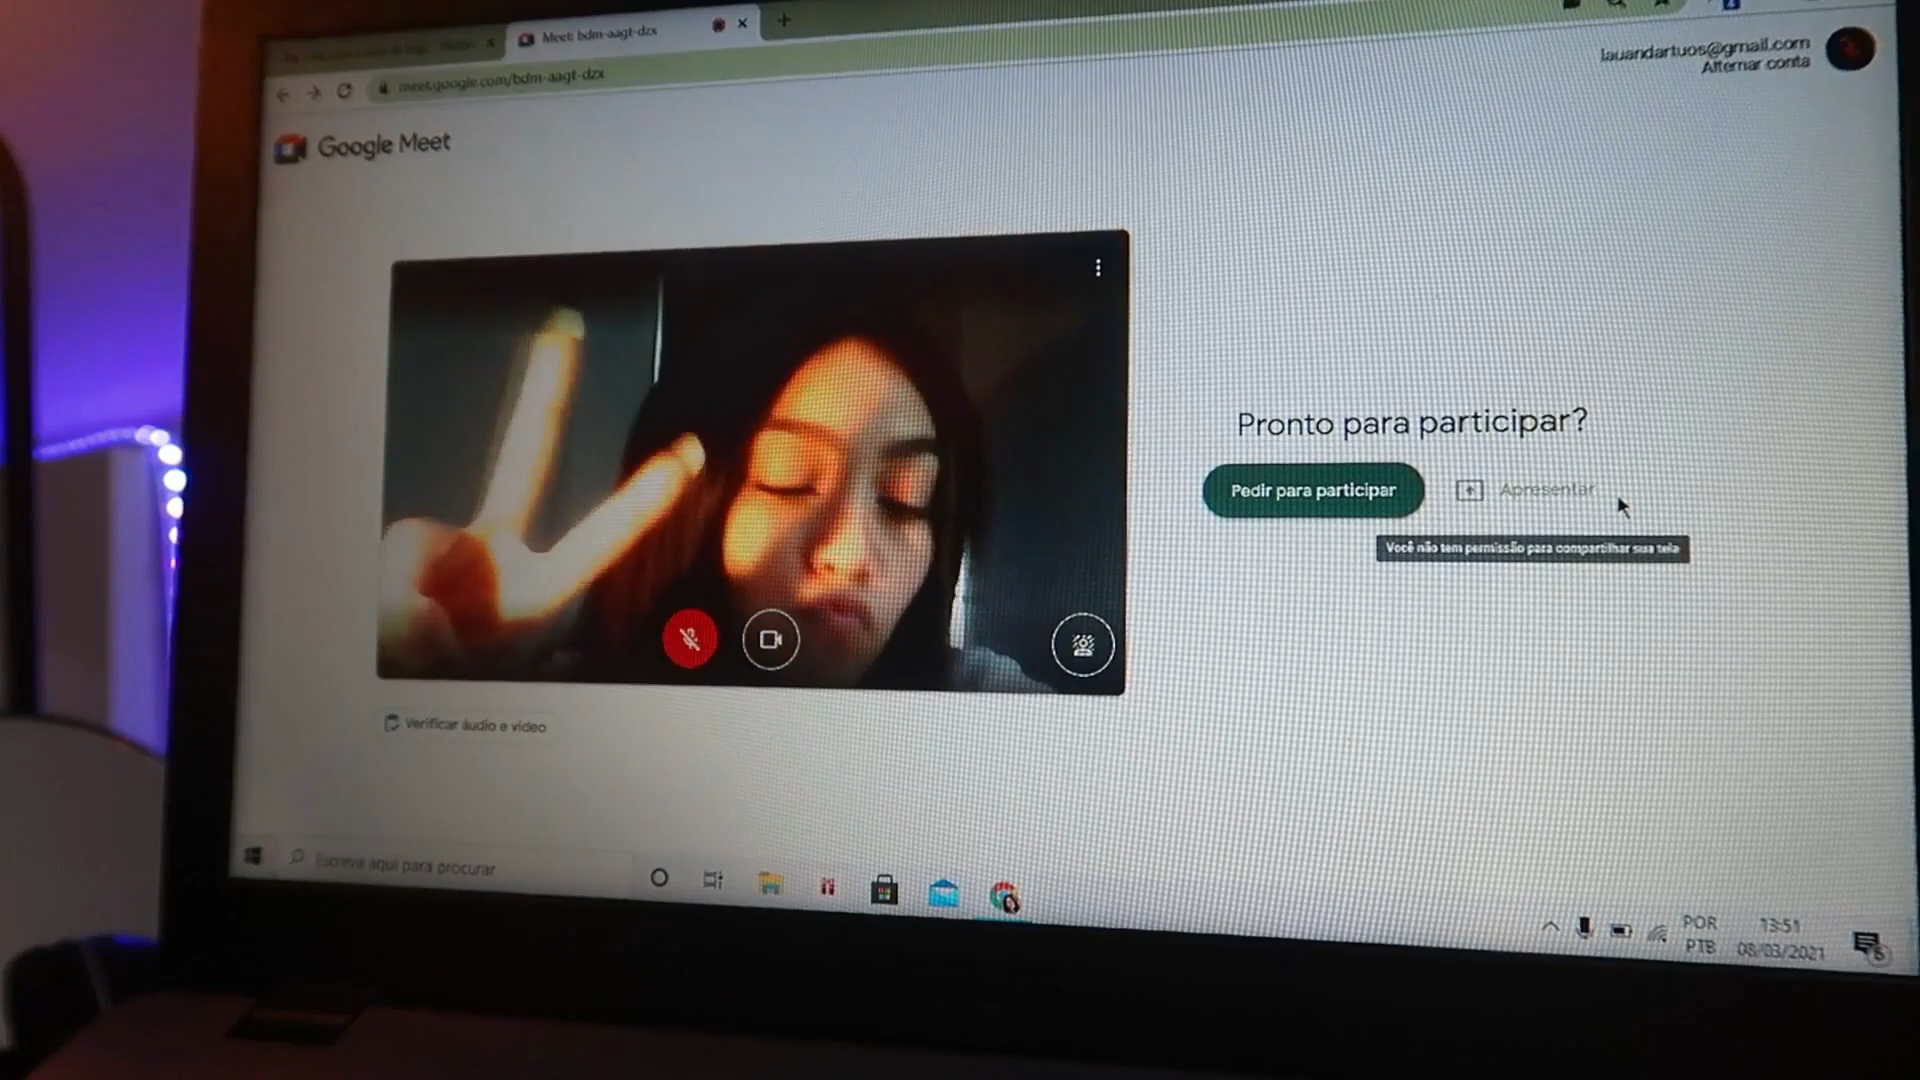 Meet: bdm-aagt-dzx
meet.google.com/bdm-aagt-dzx
lauandartuos@gmail.com
Alternar conta
Google Meet
Pronto para participar?
Pedir para participar
Apresentar
Você não tem permissão para compartilhar sua tela
Verificar áudio e vídeo
Escreva aqui para procurar
POR
PTB
13:51
08/03/2021